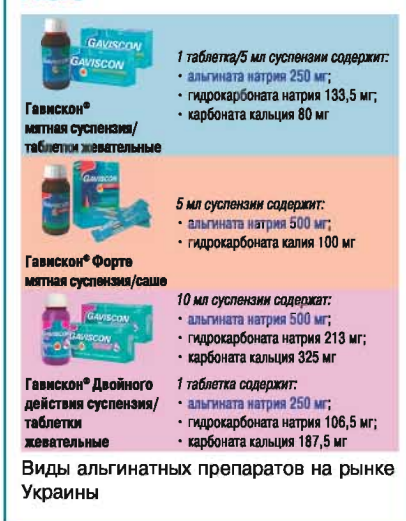 1 таблетка/5 мл суспензии содержит:
• альгината натрия 250 мг;
• гидрокарбоната натрия 133,5 мг;
• карбоната кальция 80 мг
GAVISCON
GAVISCON
Гавискон®
мятная суспензия/
таблетки жевательные
5 мл суспензии содержит:
• альгината натрия 500 мг;
• гидрокарбоната калия 100 мг
GAVISCON
Гавискон® Форте
мятная суспензия/саше
10 мл суспензии содержат:
• альгината натрия 500 мг;
• гидрокарбоната натрия 213 мг;
• карбоната кальция 325 мг
GAVISCON
GAVISCON
Гавискон® Двойного
действия суспензия/
таблетки
жевательные
1 таблетка содержит:
• альгината натрия 250 мг;
• гидрокарбоната натрия 106,5 мг;
• карбоната кальция 187,5 мг
Виды альгинатных препаратов на рынке
Украины